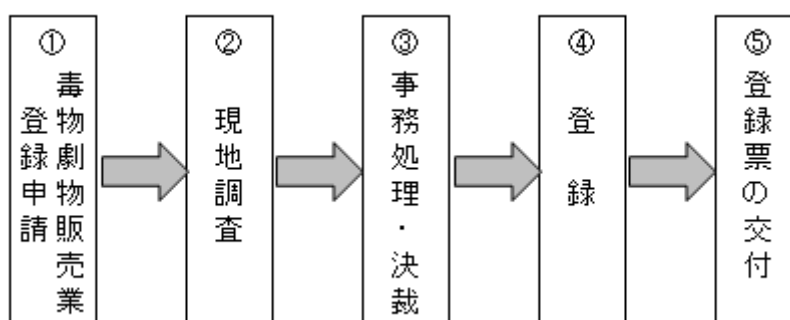 ①
毒物劇物販売業
登録申請
②
現地調査
③
事務処理・決裁
④
登録
⑤
登録票の交付